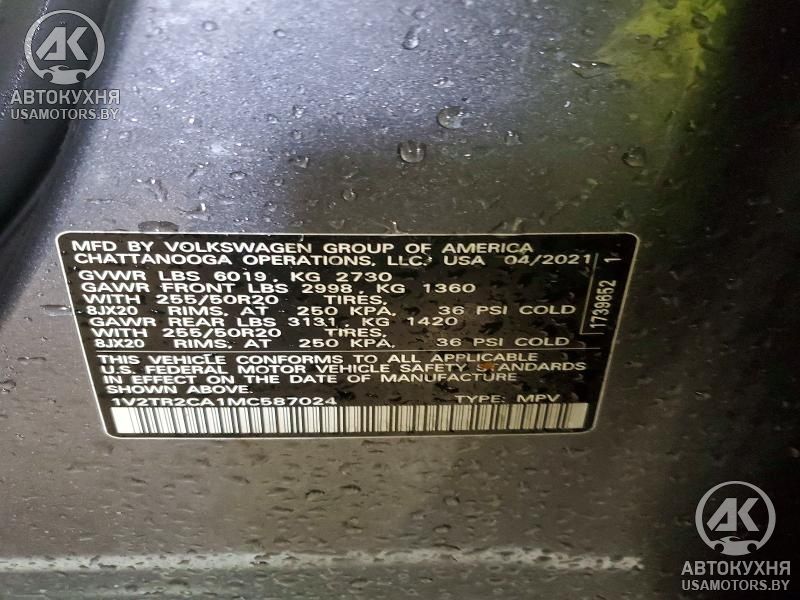 AK
АВТОКУХНЯ
USAMOTORS.BY
MFD BY VOLKSWAGEN GROUP OF AMERICA
CHATTANOOGA OPERATIONS, LLC, USA 04/2021 1
GVWR LBS 6019, KG 2730
GAWR FRONT LBS 2998, KG 1360
WITH 255/50R20 TIRES,
8JX20 RIMS, AT 250 KPA, 36 PSI COLD
GAWR REAR LBS 3131, KG 1420
WITH 255/50R20 TIRES,
8JX20 RIMS, AT 250 KPA, 36 PSI COLD
1739652
THIS VEHICLE CONFORMS TO ALL APPLICABLE
U.S. FEDERAL MOTOR VEHICLE SAFETY STANDARDS
IN EFFECT ON THE DATE OF MANUFACTURE
SHOWN ABOVE.
1V2TR2CA1MC587024 TYPE: MPV
AK
АВТОКУХНЯ
USAMOTORS.BY